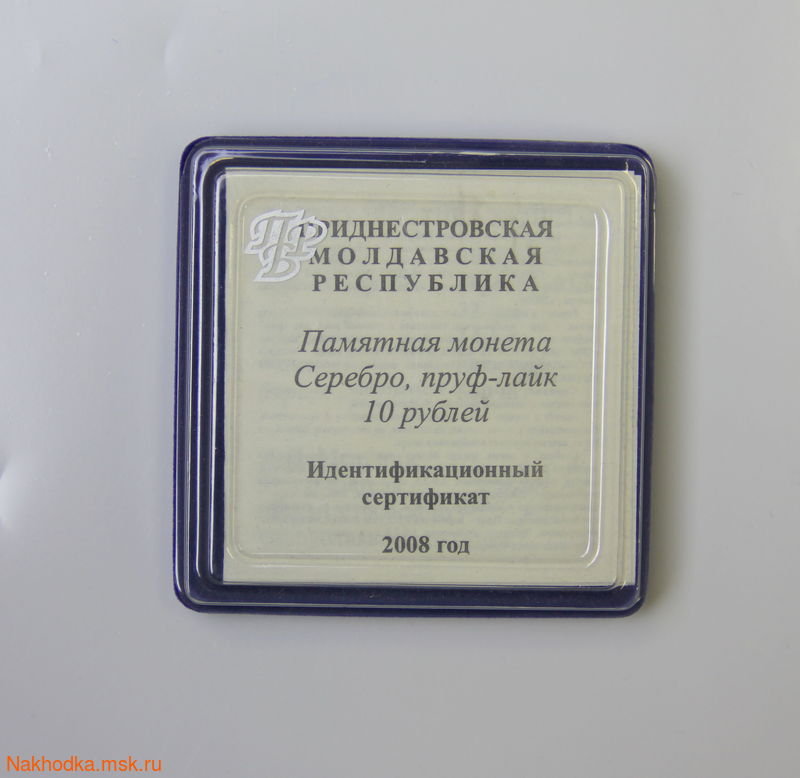 ПРИДНЕСТРОВСКАЯ
МОЛДАВСКАЯ
РЕСПУБЛИКА
Памятная монета
Серебро, пруф-лайк
10 рублей
Идентификационный
сертификат
2008 год
Nakhodka.msk.ru